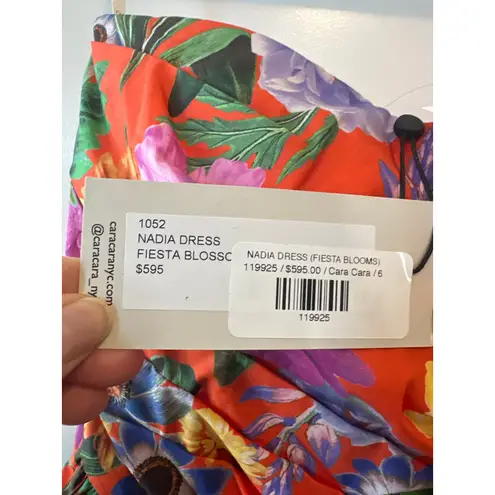 caracaranyc.com
@caracara_ny
1052
NADIA DRESS
FIESTA BLOSSO
$595
NADIA DRESS (FIESTA BLOOMS)
119925 / $595.00 / Cara Cara / 6
119925